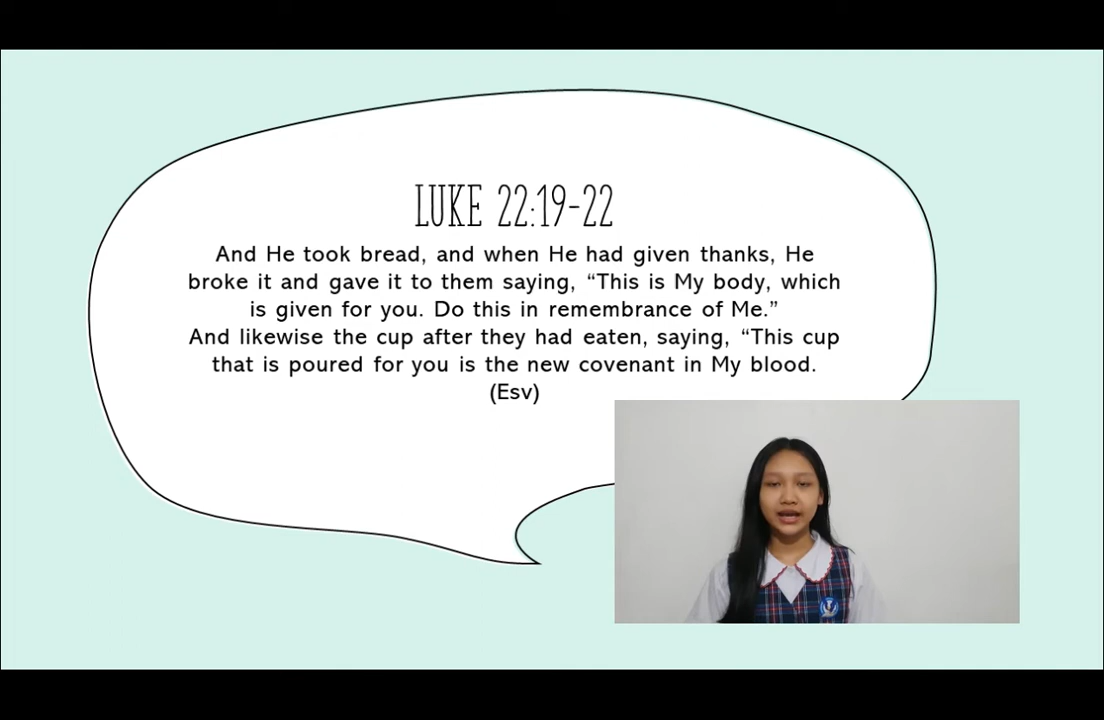 LUKE 22:19-22
And He took bread, and when He had given thanks, He
broke it and gave it to them saying, “This is My body, which
is given for you. Do this in remembrance of Me.”
And likewise the cup after they had eaten, saying, “This cup
that is poured for you is the new covenant in My blood.
(Esv)